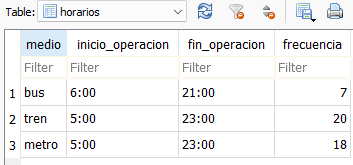 Table: horarios
medio inicio_operacion fin_operacion frecuencia
Filter Filter Filter Filter
1 bus 6:00 21:00 7
2 tren 5:00 23:00 20
3 metro 5:00 23:00 18